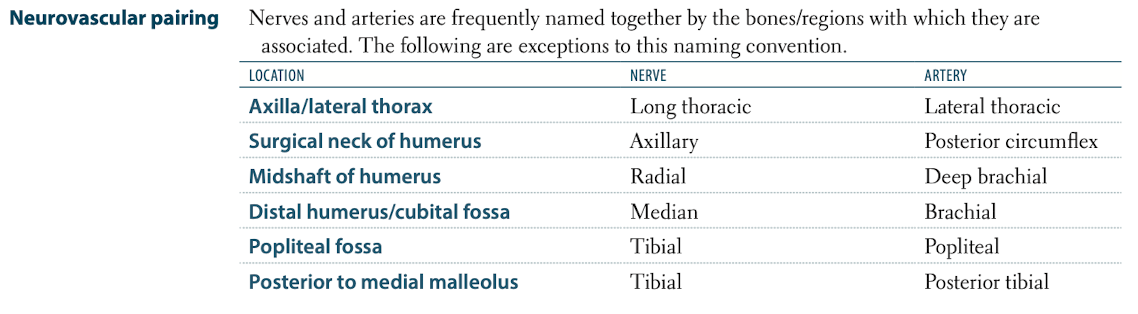 Neurovascular pairing Nerves and arteries are frequently named together by the bones/regions with which they are
associated. The following are exceptions to this naming convention.
LOCATION NERVE ARTERY
Axilla/lateral thorax Long thoracic Lateral thoracic
Surgical neck of humerus Axillary Posterior circumflex
Midshaft of humerus Radial Deep brachial
Distal humerus/cubital fossa Median Brachial
Popliteal fossa Tibial Popliteal
Posterior to medial malleolus Tibial Posterior tibial